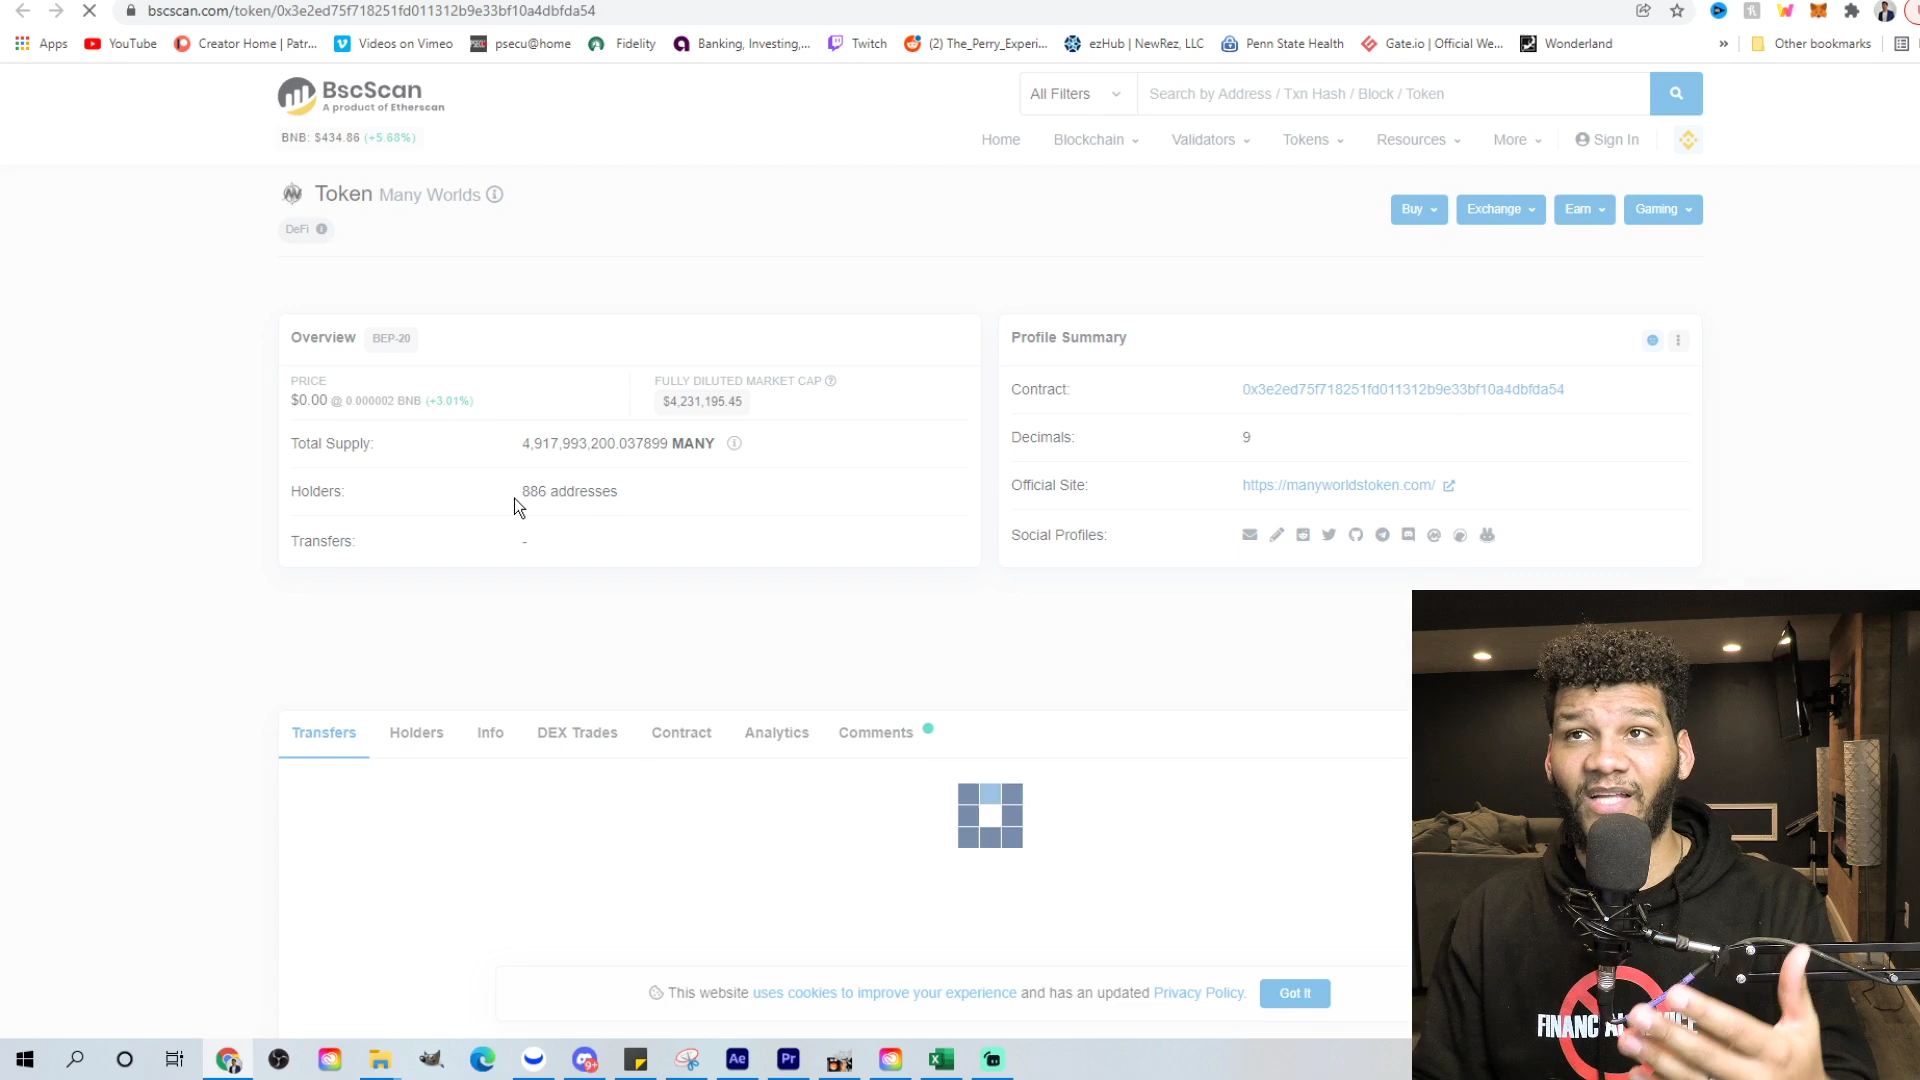 bscscan.com/token/0x3e2ed75f718251fd011312b9e33bf10a4dbfda54
Apps YouTube Creator Home | Patr... Videos on Vimeo psecu@home Fidelity Banking, Investing,... Twitch (2) The_Perry_Experi... ezHub | NewRez, LLC Penn State Health Gate.io | Official We... Wonderland » Other bookmarks
BscScan
A product of Etherscan
All Filters Search by Address / Txn Hash / Block / Token
BNB: $434.86 (+5.68%)
Home Blockchain Validators Tokens Resources More Sign In
Token Many Worlds
Buy Exchange Earn Gaming
DeFi
Overview BEP-20
PRICE
$0.00 @ 0.000002 BNB (+3.01%)
FULLY DILUTED MARKET CAP
$4,231,195.45
Total Supply: 4,917,993,200.037899 MANY
Holders: 886 addresses
Transfers: -
Profile Summary
Contract: 0x3e2ed75f718251fd011312b9e33bf10a4dbfda54
Decimals: 9
Official Site: https://manyworldstoken.com/
Social Profiles:
Transfers Holders Info DEX Trades Contract Analytics Comments
This website uses cookies to improve your experience and has an updated Privacy Policy. Got It
Ae Pr